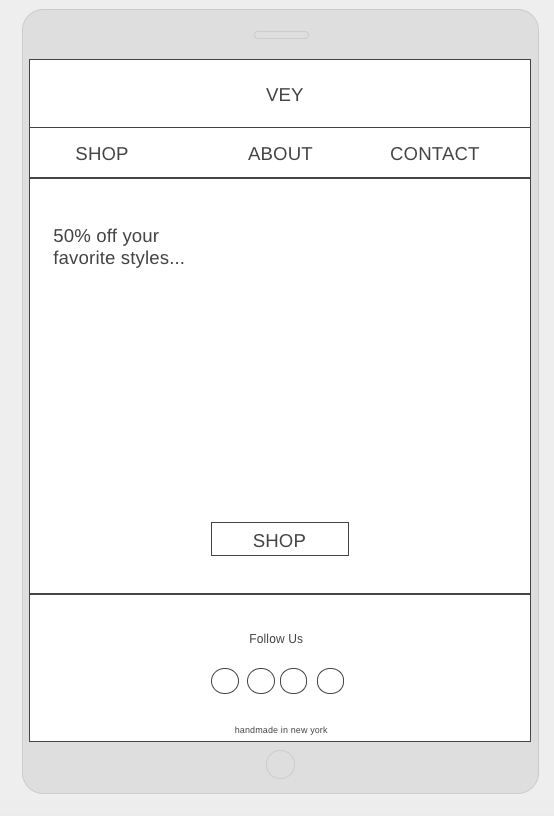 VEY
SHOP ABOUT CONTACT
50% off your
favorite styles...
SHOP
Follow Us
handmade in new york